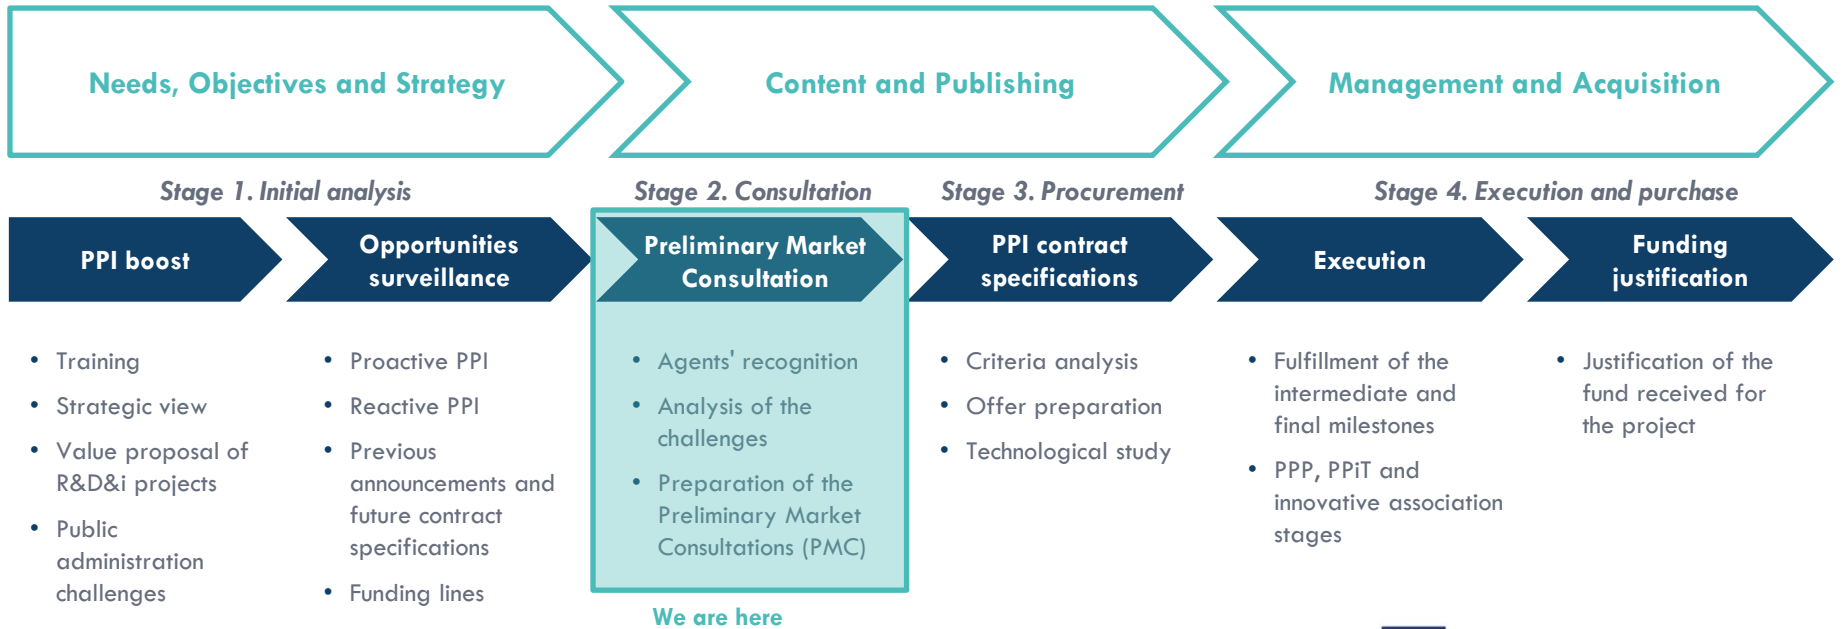 Needs, Objectives and Strategy
Content and Publishing
Management and Acquisition
Stage 1. Initial analysis
Stage 2. Consultation
Stage 3. Procurement
Stage 4. Execution and purchase
PPI boost
Opportunities
surveillance
Preliminary Market
Consultation
PPI contract
specifications
Execution
Funding
justification
• Training
• Strategic view
• Value proposal of
R&D&i projects
• Public
administration
challenges
• Proactive PPI
• Reactive PPI
• Previous
announcements and
future contract
specifications
• Funding lines
• Agents' recognition
• Analysis of the
challenges
• Preparation of the
Preliminary Market
Consultations (PMC)
We are here
• Criteria analysis
• Offer preparation
• Technological study
• Fulfillment of the
intermediate and
final milestones
• PPP, PPiT and
innovative association
stages
• Justification of the
fund received for
the project